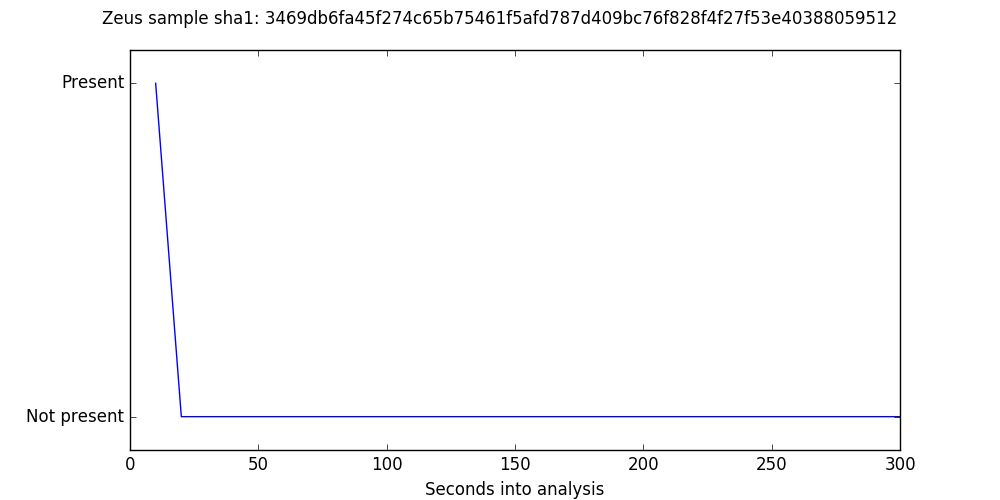 Zeus sample sha1: 3469db6fa45f274c65b75461f5afd787d409bc76f828f4f27f53e40388059512
Present
Not present
0 50 100 150 200 250 300
Seconds into analysis